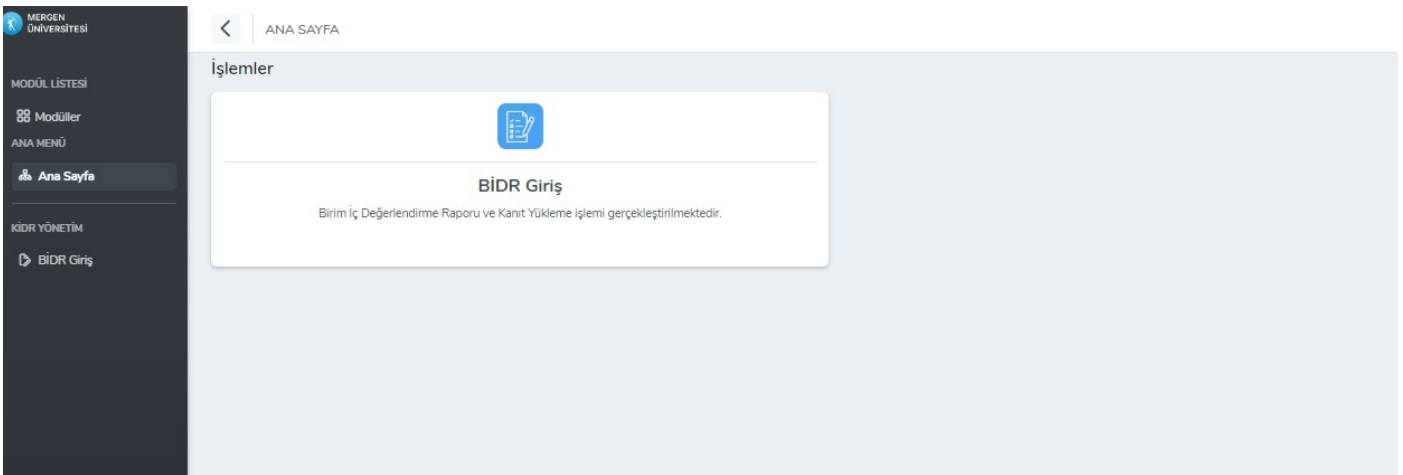 MERGEN
ÜNİVERSİTESİ
MODÜL LİSTESİ
Modüller
ANA MENÜ
Ana Sayfa
KİDR YÖNETİM
BİDR Giriş
ANA SAYFA
İşlemler
BİDR Giriş
Birim İç Değerlendirme Raporu ve Kanıt Yükleme işlemi gerçekleştirilmektedir.